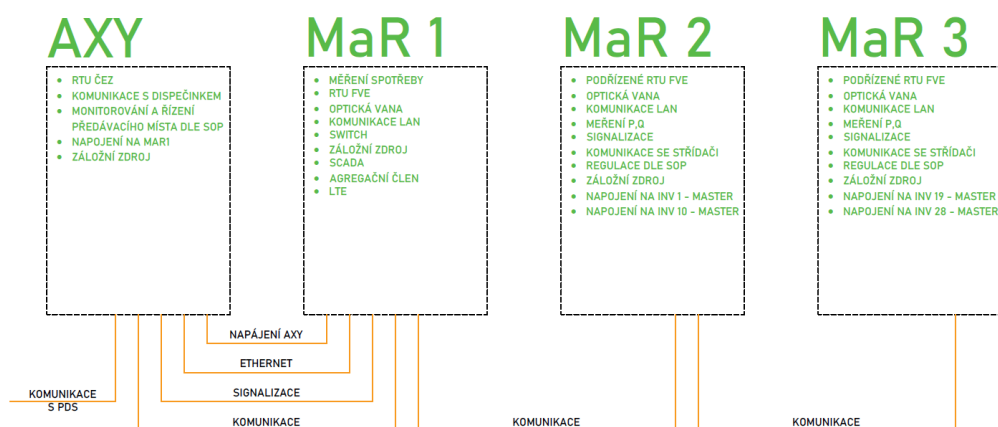 AXY
RTU ČEZ
KOMUNIKACE S DISPEČINKEM
MONITOROVÁNÍ A ŘÍZENÍ
PŘEDÁVACÍHO MÍSTA DLE SOP
NAPOJENÍ NA MAR1
ZÁLOŽNÍ ZDROJ
MaR 1
MĚŘENÍ SPOTŘEBY
RTU FVE
OPTICKÁ VANA
KOMUNIKACE LAN
SWITCH
ZÁLOŽNÍ ZDROJ
SCADA
AGREGAČNÍ ČLEN
LTE
MaR 2
PODŘÍZENÉ RTU FVE
OPTICKÁ VANA
KOMUNIKACE LAN
MEŘENÍ P,Q
SIGNALIZACE
KOMUNIKACE SE STŘÍDAČI
REGULACE DLE SOP
ZÁLOŽNÍ ZDROJ
NAPOJENÍ NA INV 1 - MASTER
NAPOJENÍ NA INV 10 - MASTER
MaR 3
PODŘÍZENÉ RTU FVE
OPTICKÁ VANA
KOMUNIKACE LAN
MEŘENÍ P,Q
SIGNALIZACE
KOMUNIKACE SE STŘÍDAČI
REGULACE DLE SOP
ZÁLOŽNÍ ZDROJ
NAPOJENÍ NA INV 19 - MASTER
NAPOJENÍ NA INV 28 - MASTER
NAPÁJENÍ AXY
ETHERNET
SIGNALIZACE
KOMUNIKACE
S PDS
KOMUNIKACE
KOMUNIKACE
KOMUNIKACE